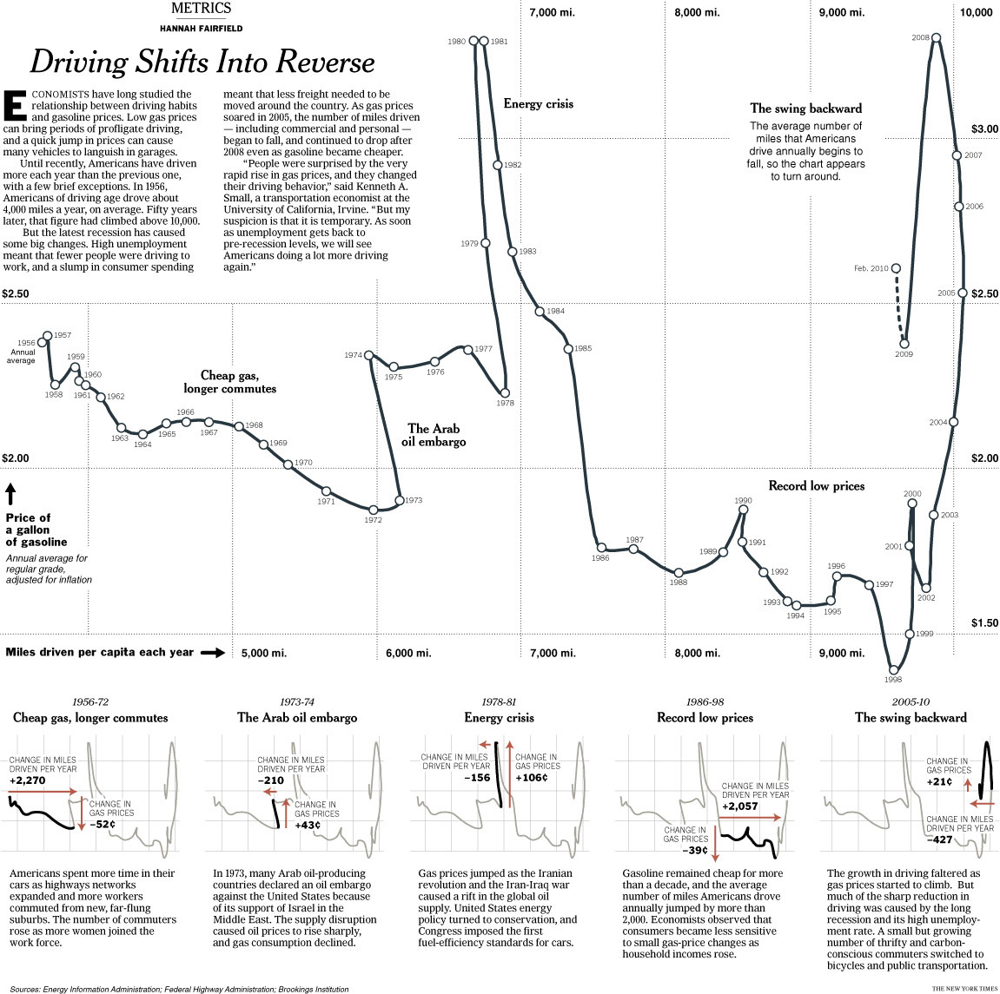 METRICS
HANNAH FAIRFIELD
Driving Shifts Into Reverse
ECONOMISTS have long studied the
relationship between driving habits
and gasoline prices. Low gas prices
can bring periods of profligate driving,
and a quick jump in prices can cause
many vehicles to languish in garages.
Until recently, Americans have driven
more each year than the previous one,
with a few brief exceptions. In 1956,
Americans of driving age drove about
4,000 miles a year, on average. Fifty years
later, that figure had climbed above 10,000.
But the latest recession has caused
some big changes. High unemployment
meant that fewer people were driving to
work, and a slump in consumer spending
meant that less freight needed to be
moved around the country. As gas prices
soared in 2005, the number of miles driven
— including commercial and personal —
began to fall, and continued to drop after
2008 even as gasoline became cheaper.
“People were surprised by the very
rapid rise in gas prices, and they changed
their driving behavior,” said Kenneth A.
Small, a transportation economist at the
University of California, Irvine. “But my
suspicion is that it is temporary. As soon
as unemployment gets back to
pre-recession levels, we will see
Americans doing a lot more driving
again.”
7,000 mi.
8,000 mi.
9,000 mi.
10,000
1980
1981
2008
Energy crisis
The swing backward
The average number of
miles that Americans
drive annually begins to
fall, so the chart appears
to turn around.
$3.00
2007
1982
2006
1979
1983
Feb. 2010
2005
$2.50
$2.50
1984
1985
2009
1956
Annual
average
1957
1958
1959
1960
1961
1962
1963
1964
1965
1966
1967
1968
1969
1970
1971
1972
1973
1974
1975
1976
1977
1978
Cheap gas,
longer commutes
The Arab
oil embargo
2004
$2.00
$2.00
Record low prices
Price of
a gallon
of gasoline
Annual average for
regular grade,
adjusted for inflation
1986
1987
1988
1989
1990
1991
1992
1993
1994
1995
1996
1997
1998
1999
2000
2001
2002
2003
$1.50
Miles driven per capita each year
5,000 mi.
6,000 mi.
7,000 mi.
8,000 mi.
9,000 mi.
1956-72
Cheap gas, longer commutes
CHANGE IN MILES
DRIVEN PER YEAR
+2,270
CHANGE IN
GAS PRICES
–52¢
Americans spent more time in their
cars as highways networks
expanded and more workers
commuted from new, far-flung
suburbs. The number of commuters
rose as more women joined the
work force.
1973-74
The Arab oil embargo
CHANGE IN MILES
DRIVEN PER YEAR
–210
CHANGE IN
GAS PRICES
+43¢
In 1973, many Arab oil-producing
countries declared an oil embargo
against the United States because
of its support of Israel in the
Middle East. The supply disruption
caused oil prices to rise sharply,
and gas consumption declined.
1978-81
Energy crisis
CHANGE IN MILES
DRIVEN PER YEAR
–156
CHANGE IN
GAS PRICES
+106¢
Gas prices jumped as the Iranian
revolution and the Iran-Iraq war
caused a rift in the global oil
supply. United States energy
policy turned to conservation, and
Congress imposed the first
fuel-efficiency standards for cars.
1986-98
Record low prices
CHANGE IN MILES
DRIVEN PER YEAR
+2,057
CHANGE IN
GAS PRICES
–39¢
Gasoline remained cheap for more
than a decade, and the average
number of miles Americans drove
annually jumped by more than
2,000. Economists observed that
consumers became less sensitive
to small gas-price changes as
household incomes rose.
2005-10
The swing backward
CHANGE IN
GAS PRICES
+21¢
CHANGE IN MILES
DRIVEN PER YEAR
–427
The growth in driving faltered as
gas prices started to climb. But
much of the sharp reduction in
driving was caused by the long
recession and its high unemploy-
ment rate. A small but growing
number of thrifty and carbon-
conscious commuters switched to
bicycles and public transportation.
Sources: Energy Information Administration; Federal Highway Administration; Brookings Institution
THE NEW YORK TIMES